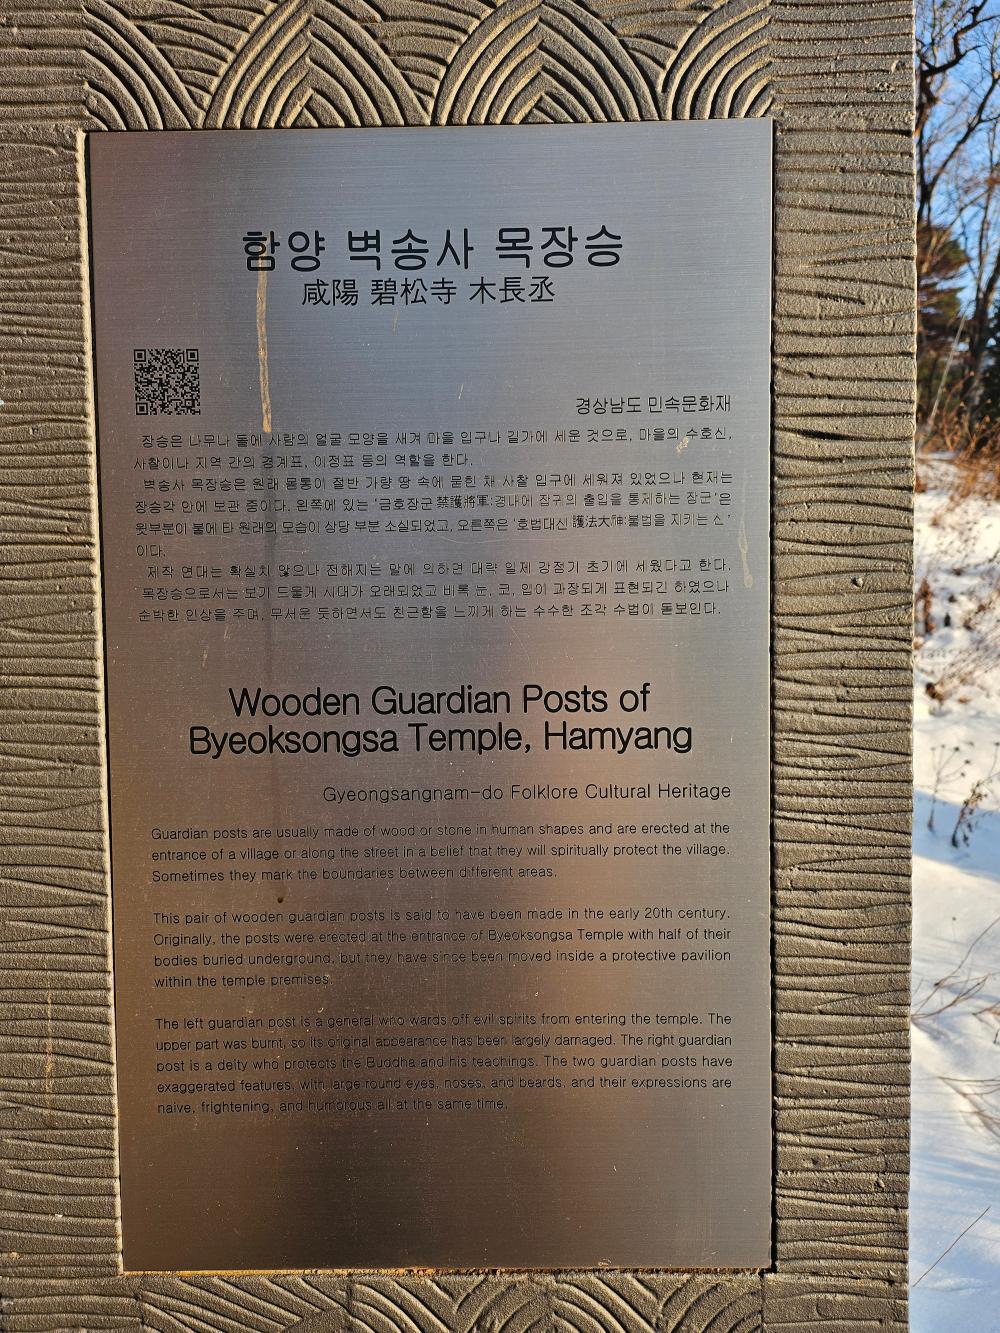 함양 벽송사 목장승
咸陽 碧松寺 木長丞
경상남도 민속문화재
장승은 나무나 돌에 사람의 얼굴 모양을 새겨 마을 입구나 길가에 세운 것으로, 마을의 수호신,
사찰이나 지역 간의 경계표, 이정표 등의 역할을 한다.
벽송사 목장승은 원래 몸통이 절반 가량 땅 속에 묻힌 채 사찰 입구에 세워져 있었으나 현재는
장승각 안에 보관 중이다. 왼쪽에 있는 '금호장군 禁護將軍:경내에 잡귀의 출입을 통제하는 장군'은
윗부분이 불에 타 원래의 모습이 상당 부분 소실되었고, 오른쪽은 '호법대신 護法大神:불법을 지키는 신'
이다.
제작 연대는 확실치 않으나 전해지는 말에 의하면 대략 일제 강점기 초기에 세웠다고 한다.
목장승으로서는 보기 드물게 시대가 오래되었고 비록 눈, 코, 입이 과장되게 표현되긴 하였으나
순박한 인상을 주며, 무서운 듯하면서도 친근함을 느끼게 하는 수수한 조각 수법이 돋보인다.
Wooden Guardian Posts of
Byeoksongsa Temple, Hamyang
Gyeongsangnam-do Folklore Cultural Heritage
Guardian posts are usually made of wood or stone in human shapes and are erected at the
entrance of a village or along the street in a belief that they will spiritually protect the village.
Sometimes they mark the boundaries between different areas.
This pair of wooden guardian posts is said to have been made in the early 20th century.
Originally, the posts were erected at the entrance of Byeoksongsa Temple with half of their
bodies buried underground, but they have since been moved inside a protective pavilion
within the temple premises.
The left guardian post is a general who wards off evil spirits from entering the temple. The
upper part was burnt, so its original appearance has been largely damaged. The right guardian
post is a deity who protects the Buddha and his teachings. The two guardian posts have
exaggerated features, with large round eyes, noses, and beards, and their expressions are
naive, frightening, and humorous all at the same time.